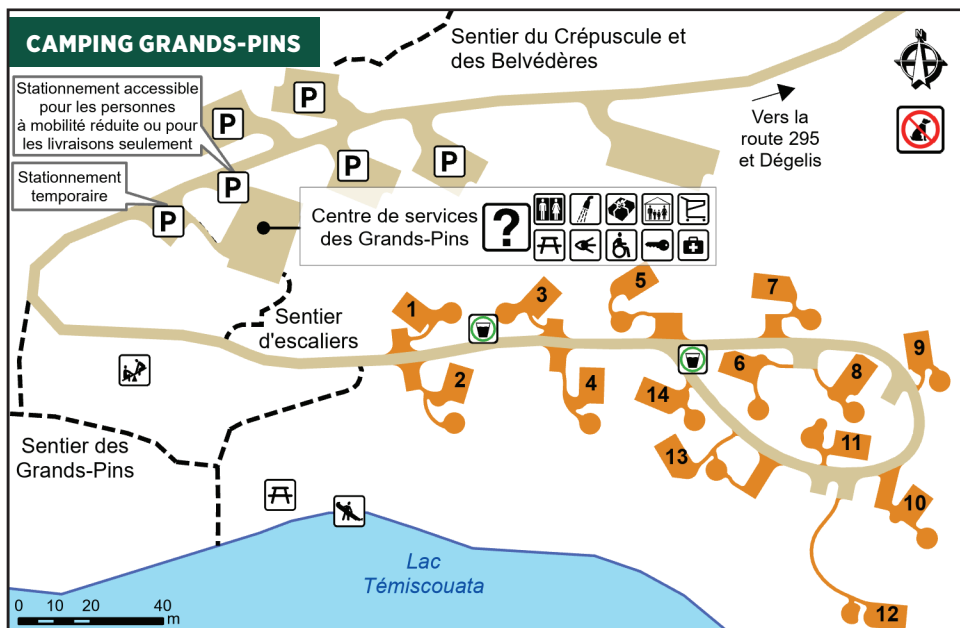 CAMPING GRANDS-PINS
Sentier du Crépuscule et
des Belvédères
Stationnement accessible
pour les personnes
à mobilité réduite ou pour
les livraisons seulement
P
P
Vers la
route 295
et Dégelis
P
P
P
Stationnement
temporaire
P
Centre de services
des Grands-Pins
?
Sentier
d'escaliers
1
3
5
7
2
4
6
8
9
14
13
11
10
12
Sentier des
Grands-Pins
Lac
Témiscouata
0 10 20 40
m